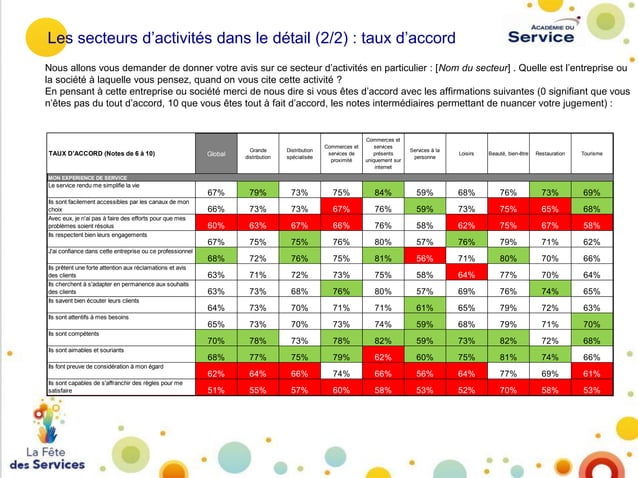 Les secteurs d’activités dans le détail (2/2) : taux d’accord
ACADÉMIE DU
Service
Nous allons vous demander de donner votre avis sur ce secteur d’activités en particulier : [Nom du secteur] . Quelle est l’entreprise ou
la société à laquelle vous pensez, quand on vous cite cette activité ?
En pensant à cette entreprise ou société merci de nous dire si vous êtes d’accord avec les affirmations suivantes (0 signifiant que vous
n’êtes pas du tout d’accord, 10 que vous êtes tout à fait d’accord, les notes intermédiaires permettant de nuancer votre jugement) :
TAUX D'ACCORD (Notes de 6 à 10) Global Grande distribution Distribution spécialisée Commerces et services de proximité Commerces et services présents uniquement sur internet Services à la personne Loisirs Beauté, bien-être Restauration Tourisme
MON EXPERIENCE DE SERVICE
Le service rendu me simplifie la vie 67% 79% 73% 75% 84% 59% 68% 76% 73% 69%
Ils sont facilement accessibles par les canaux de mon choix 66% 73% 73% 67% 76% 59% 73% 75% 65% 68%
Avec eux, je n'ai pas à faire des efforts pour que mes problèmes soient résolus 60% 63% 67% 66% 76% 58% 62% 75% 67% 58%
Ils respectent bien leurs engagements 67% 75% 75% 76% 80% 57% 76% 79% 71% 62%
J'ai confiance dans cette entreprise ou ce professionnel 68% 72% 76% 75% 81% 56% 71% 80% 70% 66%
Ils prêtent une forte attention aux réclamations et avis des clients 63% 71% 72% 73% 75% 58% 64% 77% 70% 64%
Ils cherchent à s'adapter en permanence aux souhaits des clients 63% 73% 68% 76% 80% 57% 69% 76% 74% 65%
Ils savent bien écouter leurs clients 64% 73% 70% 71% 71% 61% 65% 79% 72% 63%
Ils sont attentifs à mes besoins 65% 73% 70% 73% 74% 59% 68% 79% 71% 70%
Ils sont compétents 70% 78% 73% 78% 82% 59% 73% 82% 72% 68%
Ils sont aimables et souriants 68% 77% 75% 79% 62% 60% 75% 81% 74% 66%
Ils font preuve de considération à mon égard 62% 64% 66% 74% 66% 56% 64% 77% 69% 61%
Ils sont capables de s'affranchir des règles pour me satisfaire 51% 55% 57% 60% 58% 53% 52% 70% 58% 53%
La Fête
des Services